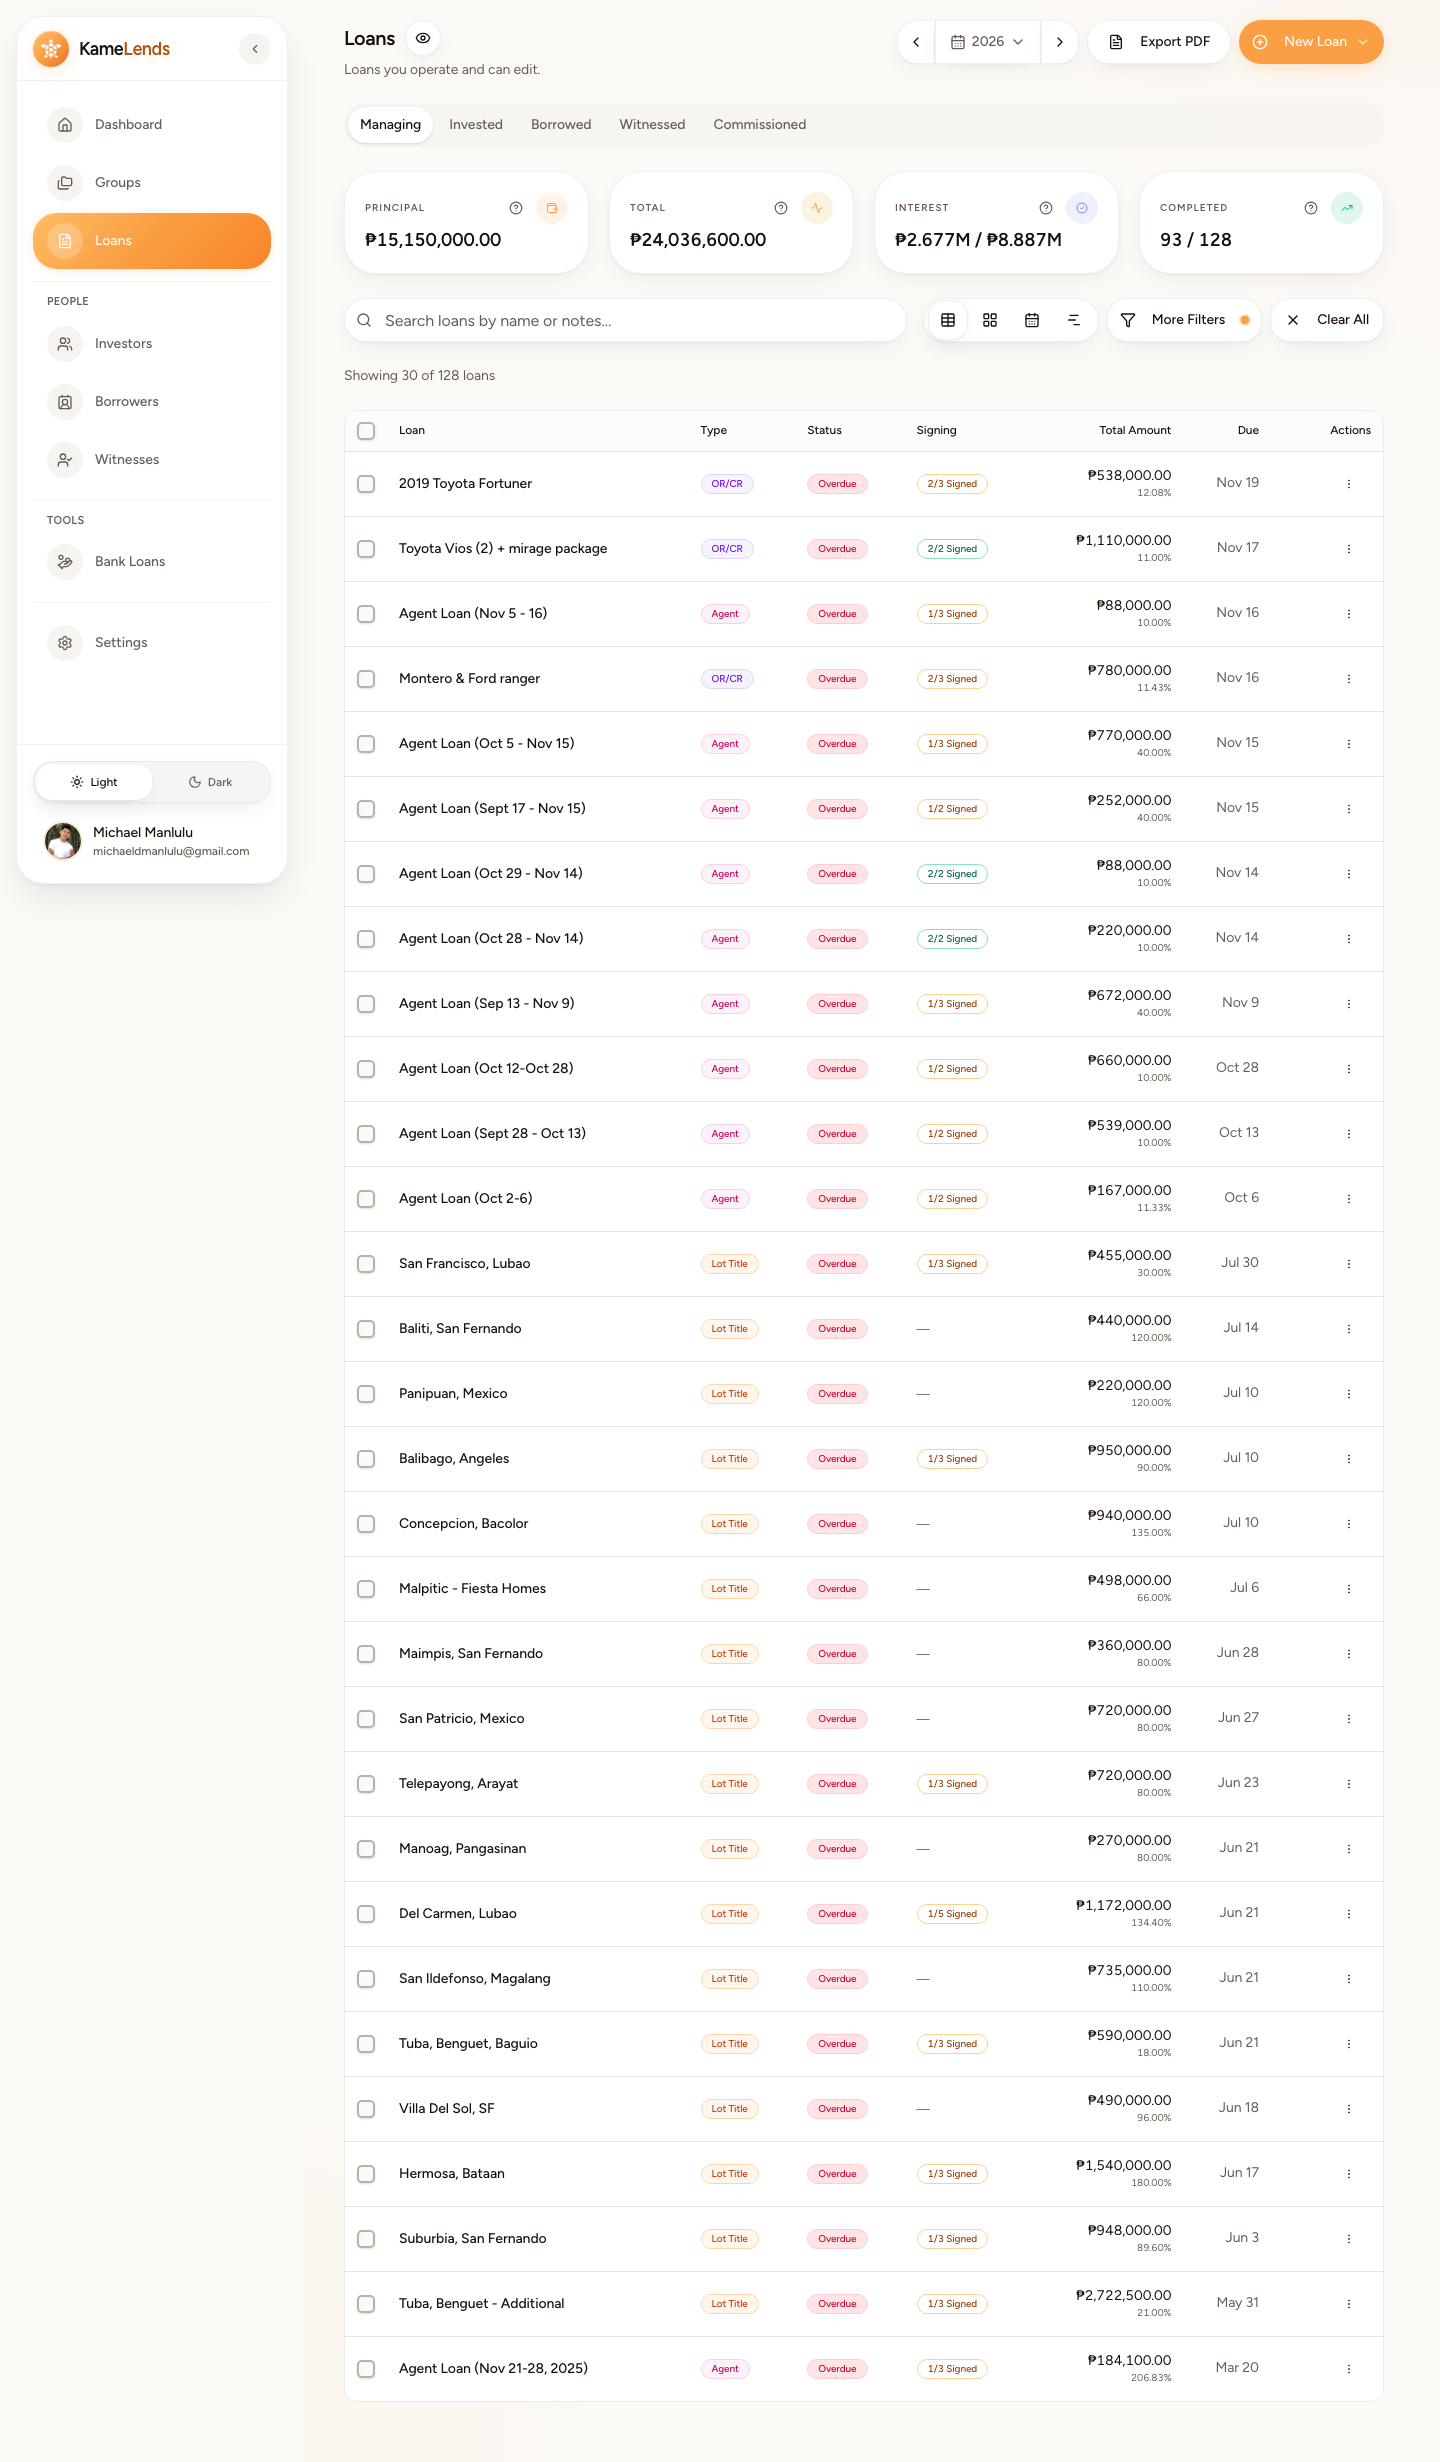 KameLends
Dashboard
Groups
Loans
PEOPLE
Investors
Borrowers
Witnesses
TOOLS
Bank Loans
Settings
Light Dark
Michael Manlulu
michaeldmanlulu@gmail.com
Loans
Loans you operate and can edit.
2026
Export PDF
New Loan
Managing Invested Borrowed Witnessed Commissioned
PRINCIPAL
₱15,150,000.00
TOTAL
₱24,036,600.00
INTEREST
₱2.677M / ₱8.887M
COMPLETED
93 / 128
Search loans by name or notes...
More Filters
Clear All
Showing 30 of 128 loans
Loan Type Status Signing Total Amount Due Actions
2019 Toyota Fortuner OR/CR Overdue 2/3 Signed ₱538,000.00 Nov 19
12.08%
Toyota Vios (2) + mirage package OR/CR Overdue 2/2 Signed ₱1,110,000.00 Nov 17
11.00%
Agent Loan (Nov 5 - 16) Agent Overdue 1/3 Signed ₱88,000.00 Nov 16
10.00%
Montero & Ford ranger OR/CR Overdue 2/3 Signed ₱780,000.00 Nov 16
11.43%
Agent Loan (Oct 5 - Nov 15) Agent Overdue 1/3 Signed ₱770,000.00 Nov 15
40.00%
Agent Loan (Sept 17 - Nov 15) Agent Overdue 1/2 Signed ₱252,000.00 Nov 15
40.00%
Agent Loan (Oct 29 - Nov 14) Agent Overdue 2/2 Signed ₱88,000.00 Nov 14
10.00%
Agent Loan (Oct 28 - Nov 14) Agent Overdue 2/2 Signed ₱220,000.00 Nov 14
10.00%
Agent Loan (Sep 13 - Nov 9) Agent Overdue 1/3 Signed ₱672,000.00 Nov 9
40.00%
Agent Loan (Oct 12-Oct 28) Agent Overdue 1/2 Signed ₱660,000.00 Oct 28
10.00%
Agent Loan (Sept 28 - Oct 13) Agent Overdue 1/2 Signed ₱539,000.00 Oct 13
10.00%
Agent Loan (Oct 2-6) Agent Overdue 1/2 Signed ₱167,000.00 Oct 6
11.33%
San Francisco, Lubao Lot Title Overdue 1/3 Signed ₱455,000.00 Jul 30
30.00%
Baliti, San Fernando Lot Title Overdue — ₱440,000.00 Jul 14
120.00%
Panipuan, Mexico Lot Title Overdue — ₱220,000.00 Jul 10
120.00%
Balibago, Angeles Lot Title Overdue 1/3 Signed ₱950,000.00 Jul 10
90.00%
Concepcion, Bacolor Lot Title Overdue — ₱940,000.00 Jul 10
135.00%
Malpitic - Fiesta Homes Lot Title Overdue — ₱498,000.00 Jul 6
66.00%
Maimpis, San Fernando Lot Title Overdue — ₱360,000.00 Jun 28
80.00%
San Patricio, Mexico Lot Title Overdue — ₱720,000.00 Jun 27
80.00%
Telepayong, Arayat Lot Title Overdue 1/3 Signed ₱720,000.00 Jun 23
80.00%
Manoag, Pangasinan Lot Title Overdue — ₱270,000.00 Jun 21
80.00%
Del Carmen, Lubao Lot Title Overdue 1/5 Signed ₱1,172,000.00 Jun 21
134.40%
San Ildefonso, Magalang Lot Title Overdue — ₱735,000.00 Jun 21
110.00%
Tuba, Benguet, Baguio Lot Title Overdue 1/3 Signed ₱590,000.00 Jun 21
18.00%
Villa Del Sol, SF Lot Title Overdue — ₱490,000.00 Jun 18
96.00%
Hermosa, Bataan Lot Title Overdue 1/3 Signed ₱1,540,000.00 Jun 17
180.00%
Suburbia, San Fernando Lot Title Overdue 1/3 Signed ₱948,000.00 Jun 3
89.60%
Tuba, Benguet - Additional Lot Title Overdue 1/3 Signed ₱2,722,500.00 May 31
21.00%
Agent Loan (Nov 21-28, 2025) Agent Overdue 1/3 Signed ₱184,100.00 Mar 20
206.83%